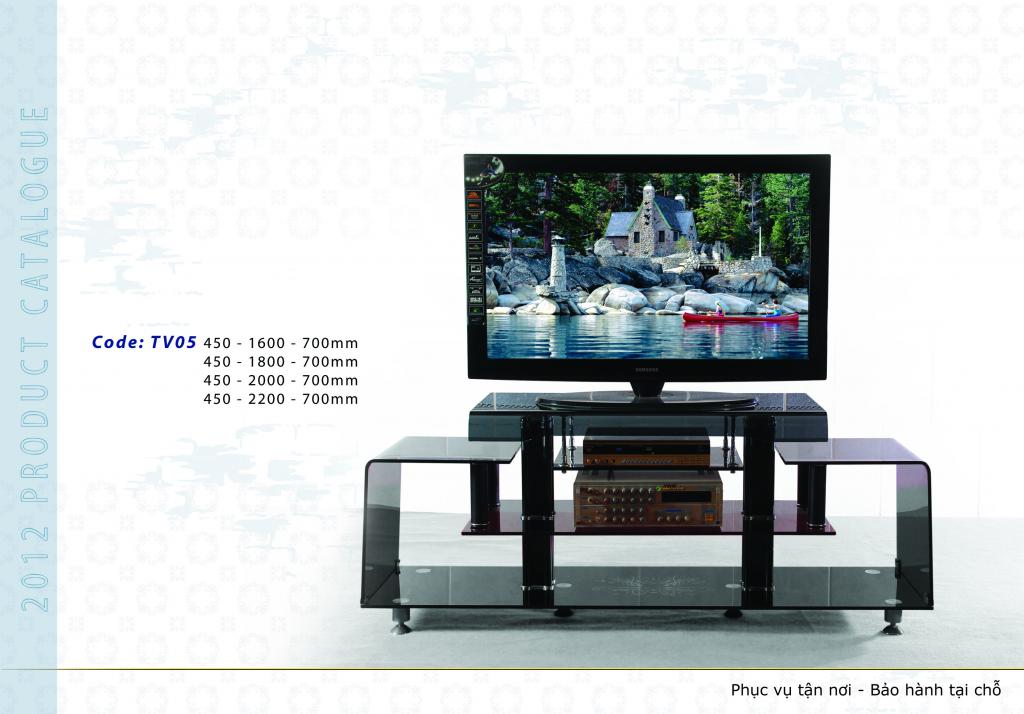 2012 PRODUCT CATALOGUE
Code: TV05 450 - 1600 - 700mm
450 - 1800 - 700mm
450 - 2000 - 700mm
450 - 2200 - 700mm
SAMSUNG
Phục vụ tận nơi - Bảo hành tại chỗ